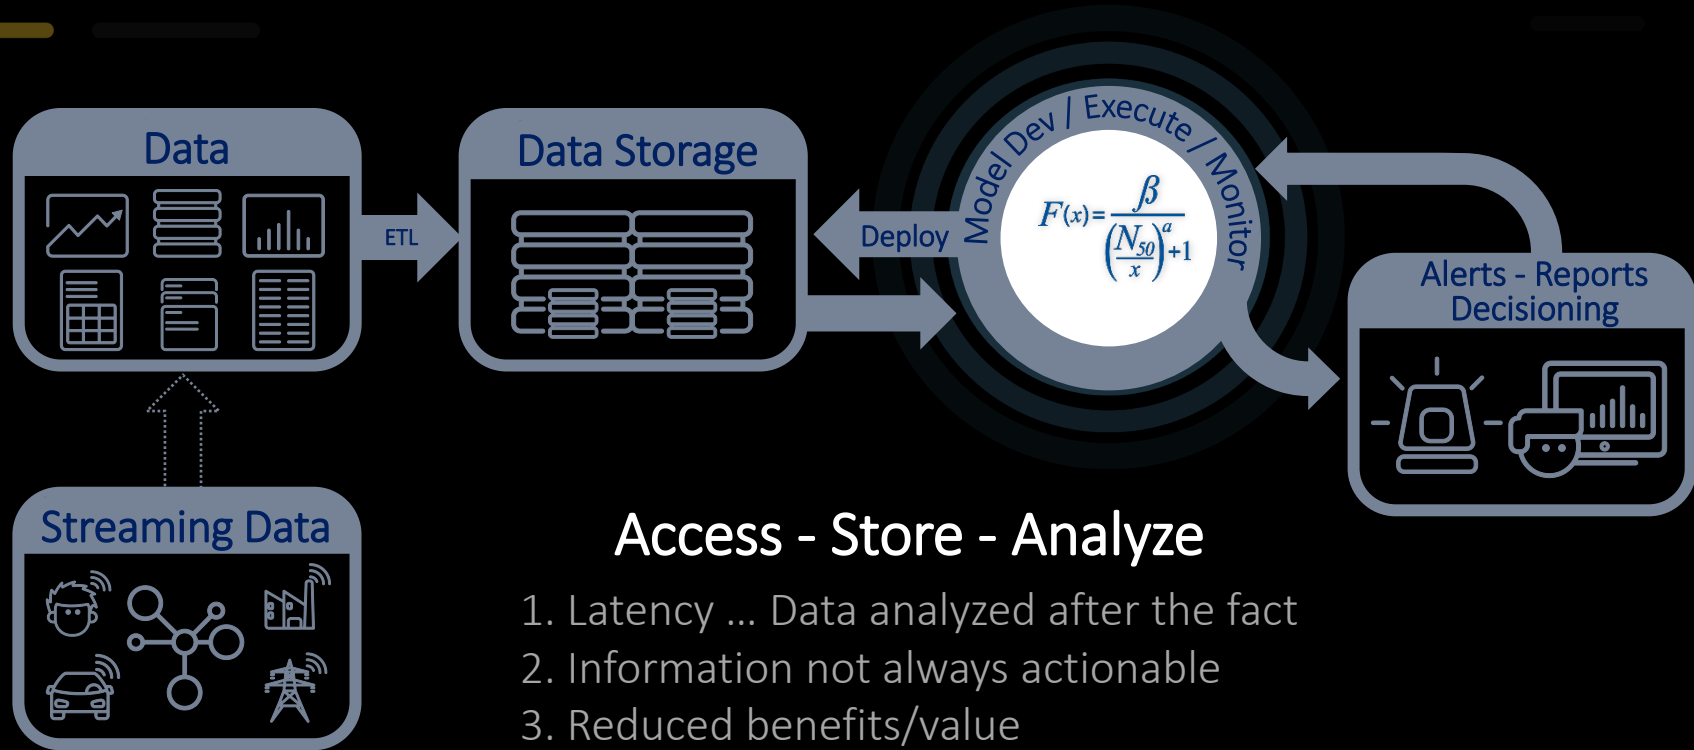 Data
Data Storage
Model Dev / Execute / Monitor
F(x)=β/((N50/x)^a+1)
ETL
Deploy
Alerts - Reports
Decisioning
Streaming Data
Access - Store - Analyze
1. Latency ... Data analyzed after the fact
2. Information not always actionable
3. Reduced benefits/value